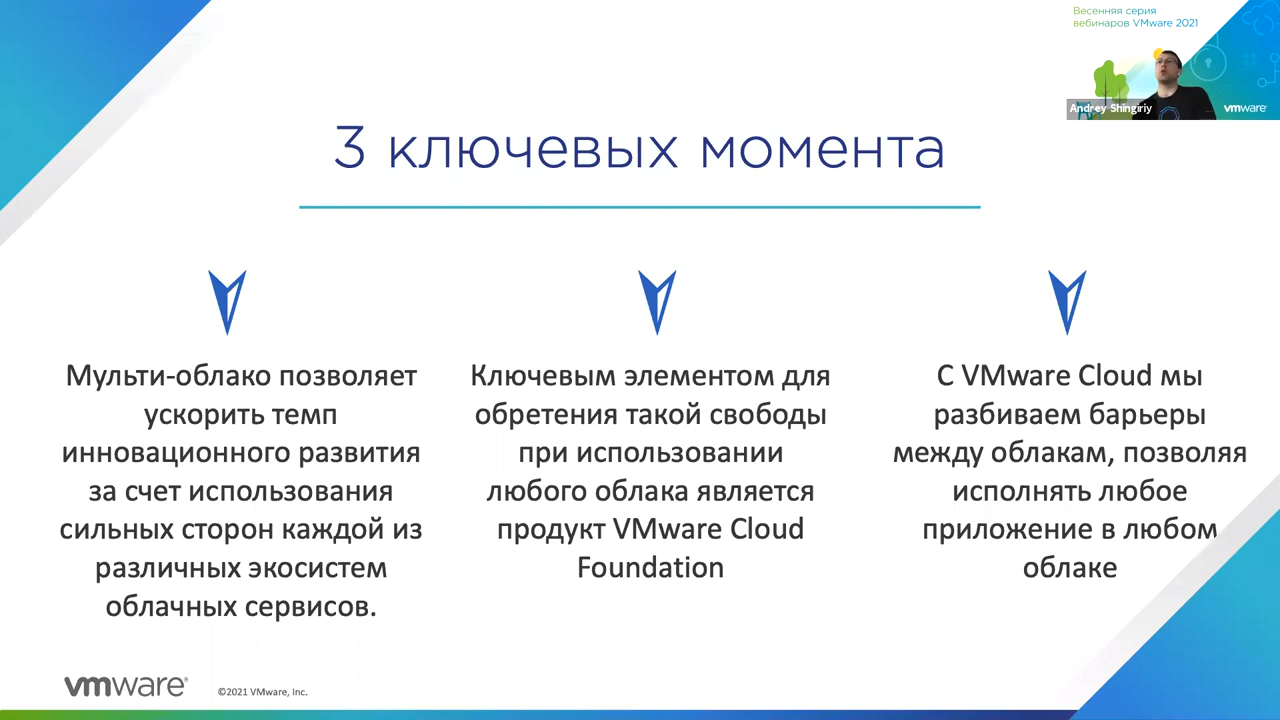 Весенняя серия
вебинаров VMware 2021
Andrey Shingiriy
vmware
3 ключевых момента
Мульти-облако позволяет
ускорить темп
инновационного развития
за счет использования
сильных сторон каждой из
различных экосистем
облачных сервисов.
Ключевым элементом для
обретения такой свободы
при использовании
любого облака является
продукт VMware Cloud
Foundation
С VMware Cloud мы
разбиваем барьеры
между облакам, позволяя
исполнять любое
приложение в любом
облаке
vmware®
©2021 VMware, Inc.